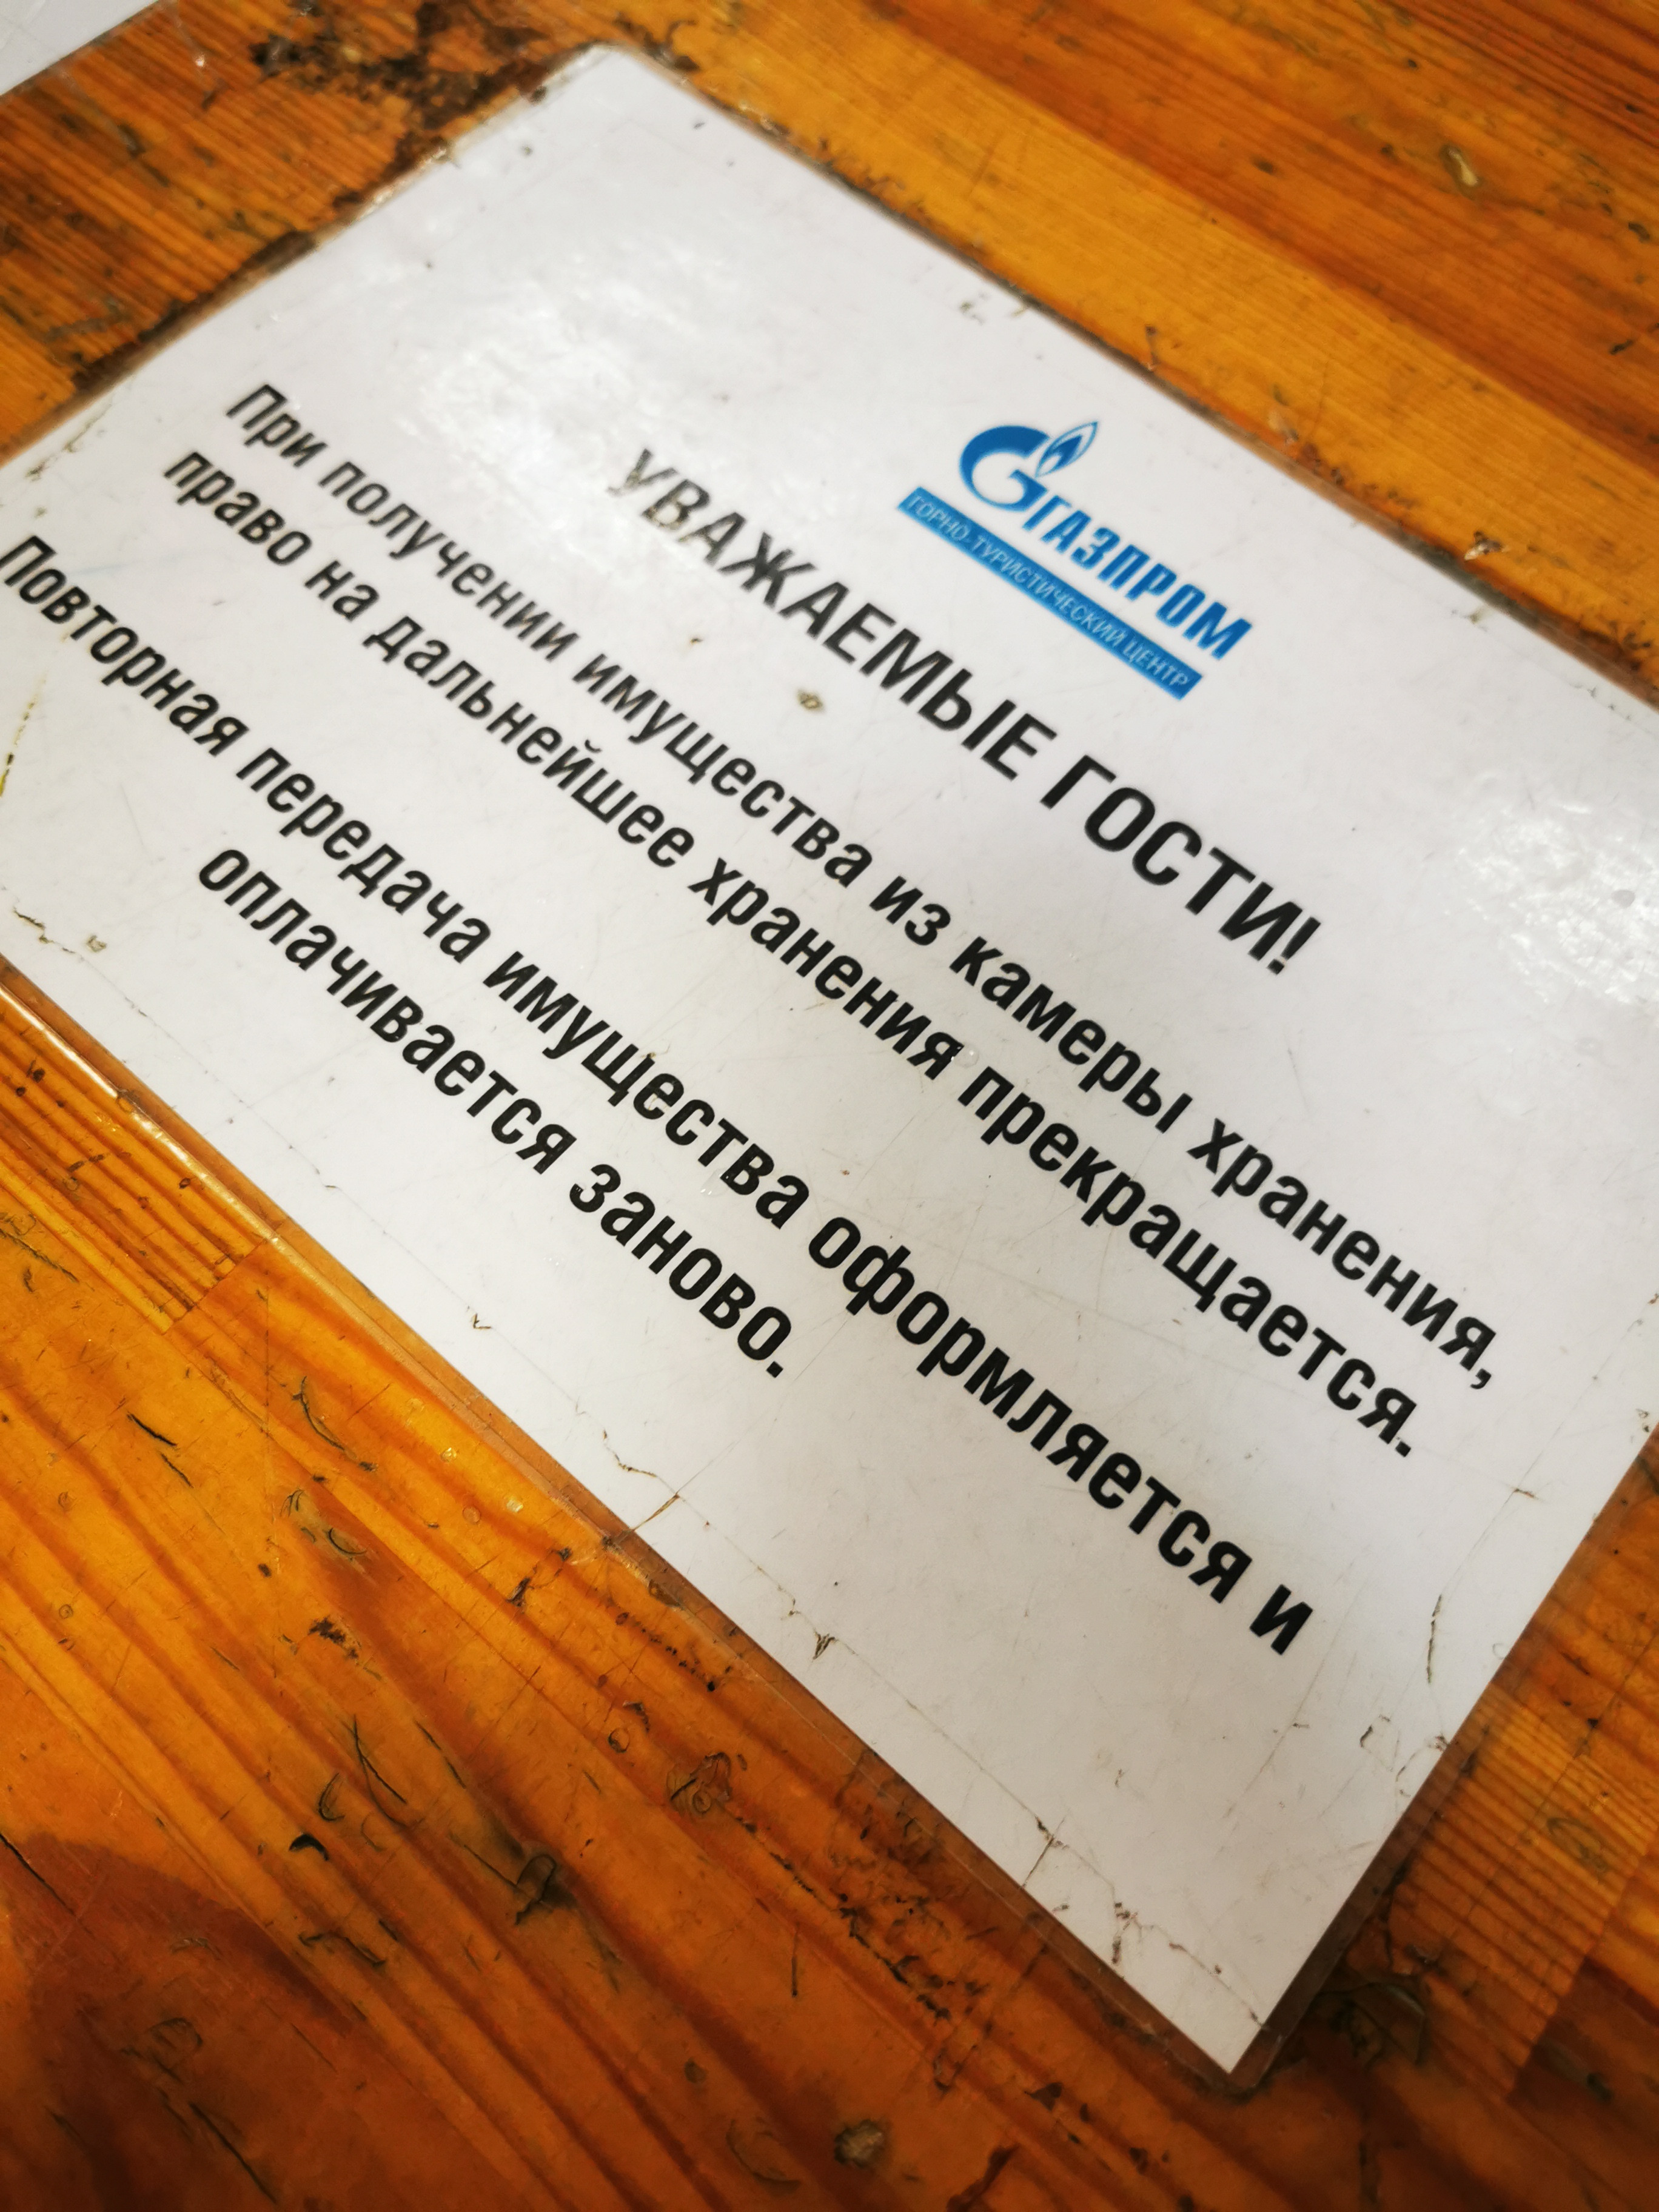 ГАЗПРОМ
ГОРНО-ТУРИСТИЧЕСКИЙ ЦЕНТР
УВАЖАЕМЫЕ ГОСТИ!
При получении имущества из камеры хранения,
право на дальнейшее хранения прекращается.
Повторная передача имущества оформляется и
оплачивается заново.